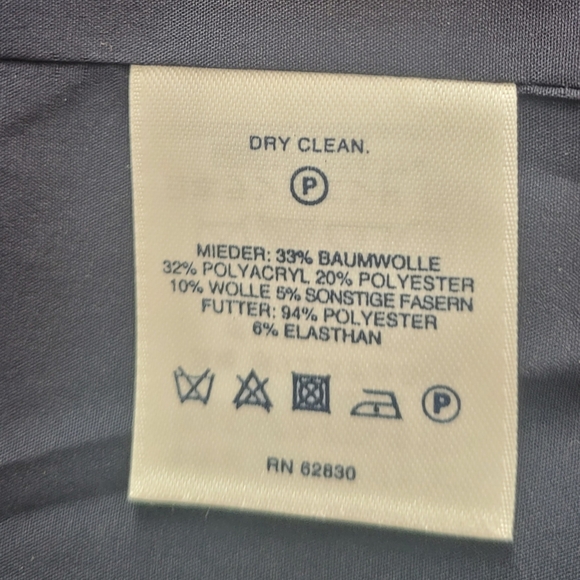 DRY CLEAN.
P
MIEDER: 33% BAUMWOLLE
32% POLYACRYL 20% POLYESTER
10% WOLLE 5% SONSTIGE FASERN
FUTTER: 94% POLYESTER
6% ELASTHAN
P
RN 62830